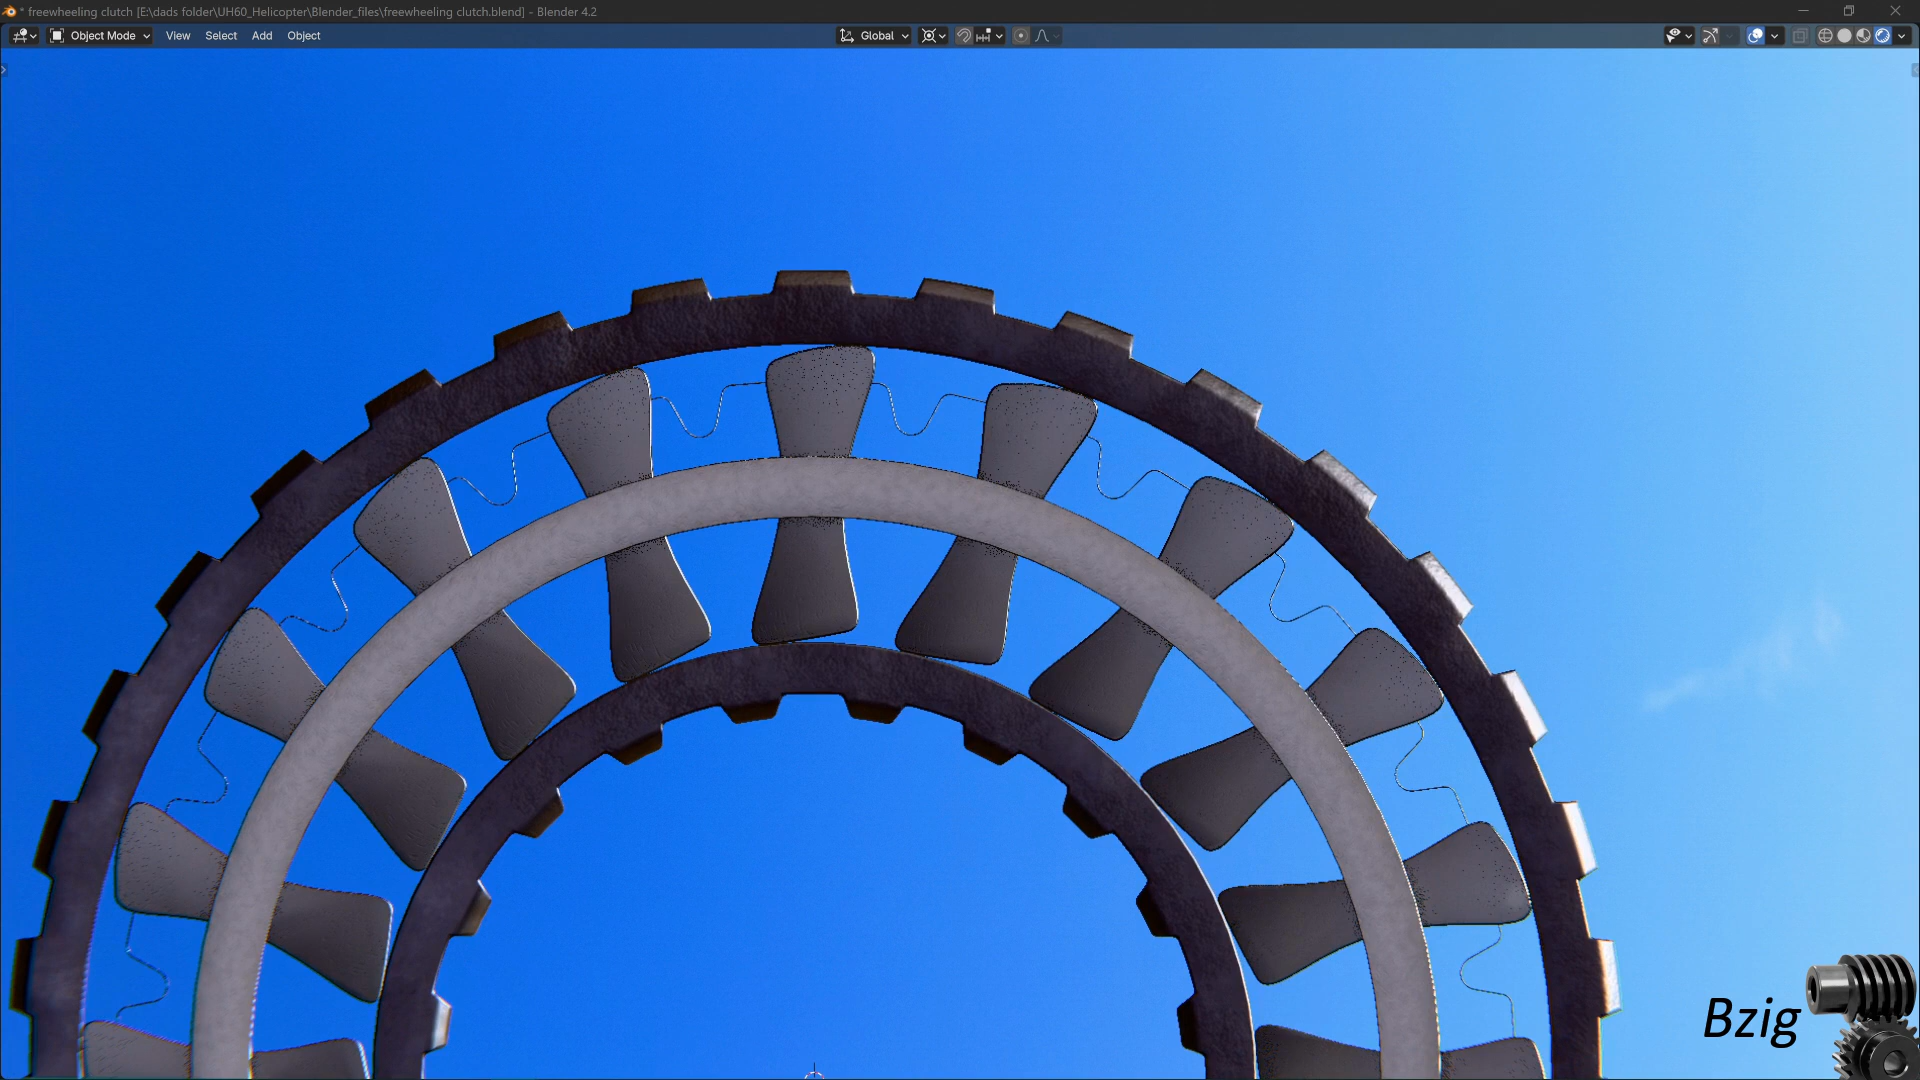 * freewheeling clutch [E:\dads folder\UH60_Helicopter\Blender_files\freewheeling clutch.blend] - Blender 4.2
Object Mode View Select Add Object Global
Bzig